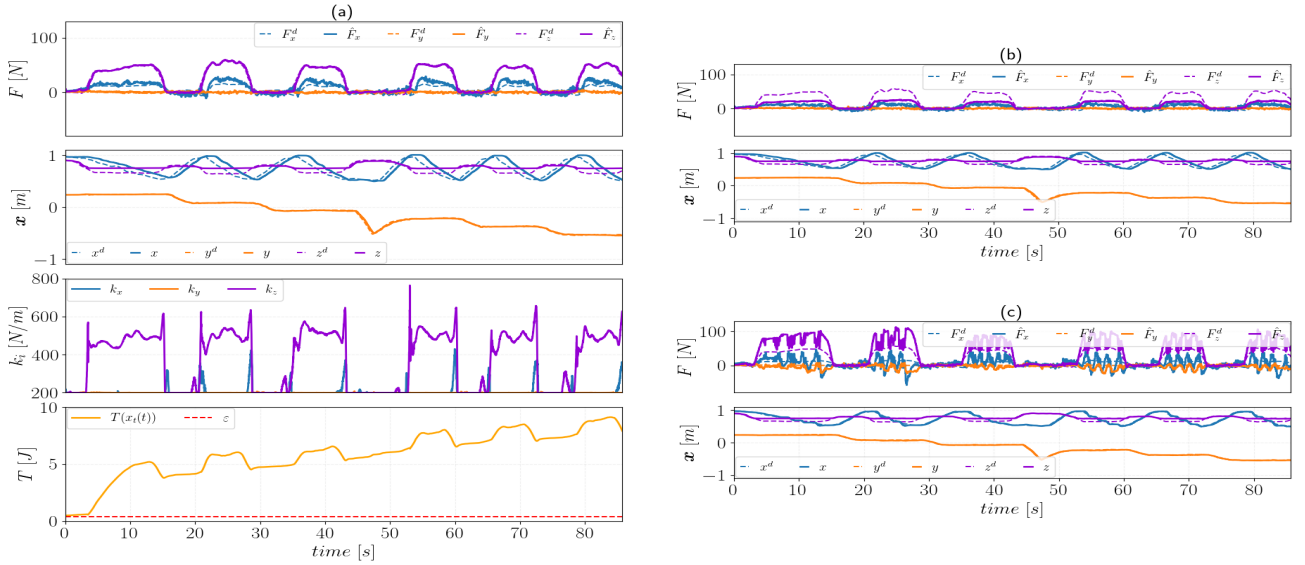 (a)
F_x^d F̂_x F_y^d F̂_y F_z^d F̂_z
F [N]
100
0
x [m]
1
0
−1
x^d x y^d y z^d z
k_i [N/m]
800
600
400
200
k_x k_y k_z
T [J]
10
5
0
T(x_t(t)) ε
0 10 20 30 40 50 60 70 80
time [s]
(b)
F_x^d F̂_x F_y^d F̂_y F_z^d F̂_z
F [N]
100
0
x [m]
1
0
−1
x^d x y^d y z^d z
0 10 20 30 40 50 60 70 80
time [s]
(c)
F_x^d F̂_x F_y^d F̂_y F_z^d F̂_z
F [N]
100
0
x [m]
1
0
−1
x^d x y^d y z^d z
0 10 20 30 40 50 60 70 80
time [s]